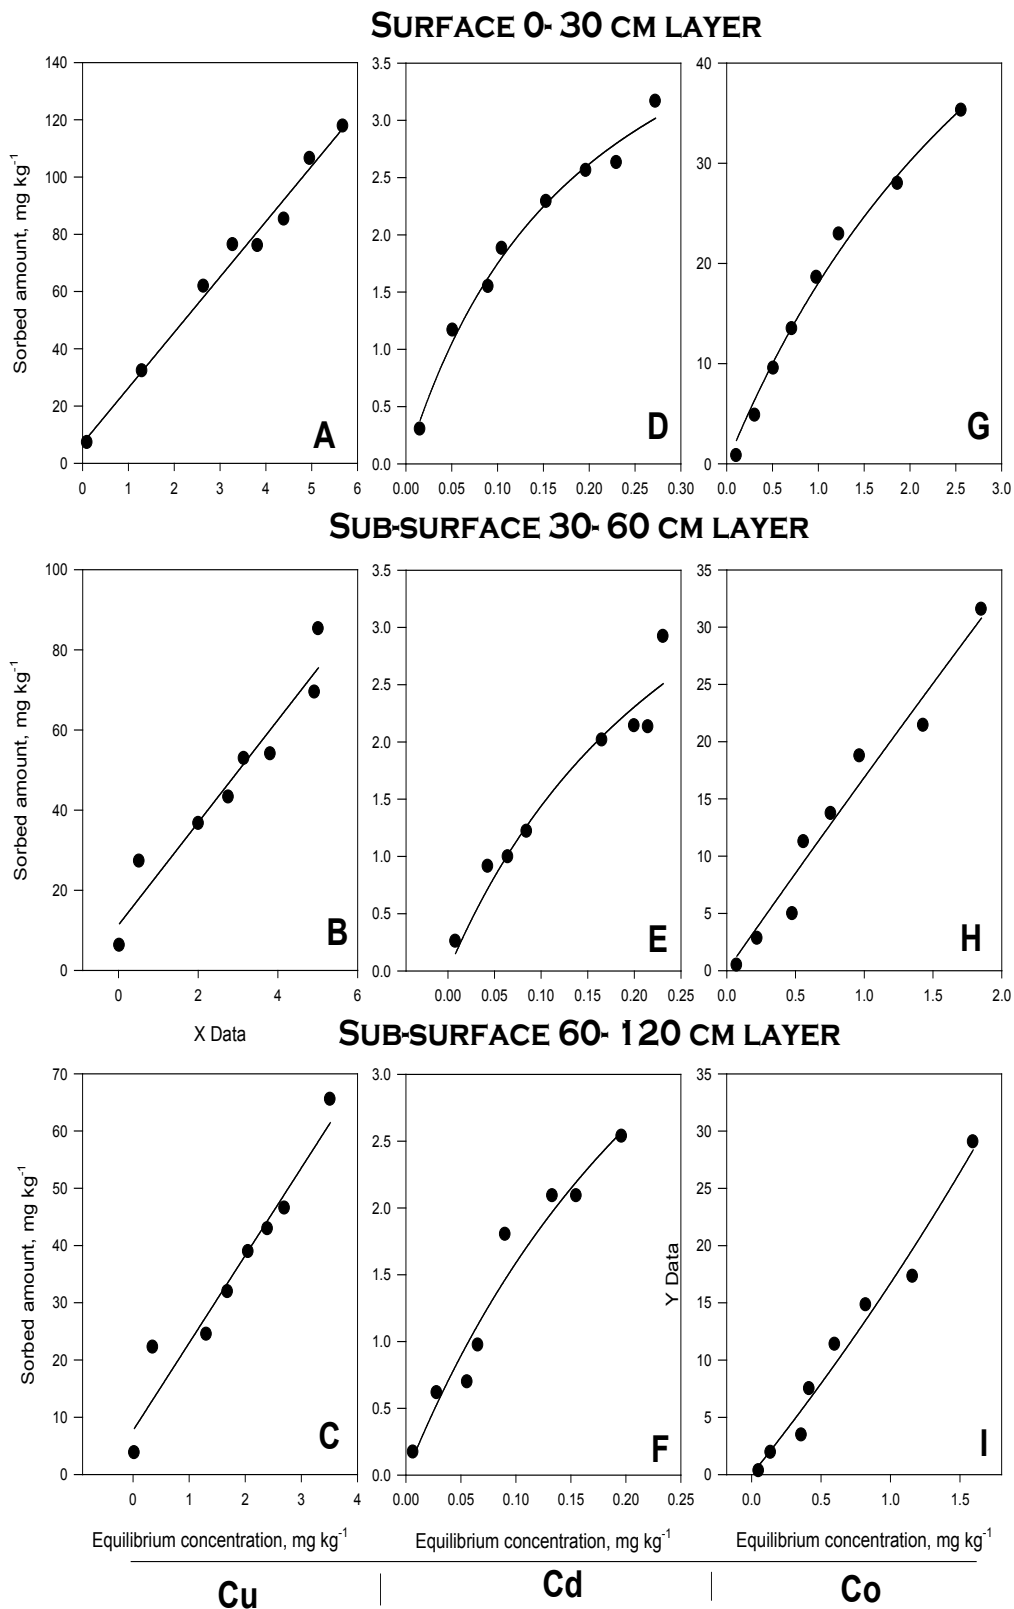 SURFACE 0- 30 CM LAYER
Sorbed amount, mg kg-1
140
120
100
80
60
40
20
0
0 1 2 3 4 5 6
A
3.5
3.0
2.5
2.0
1.5
1.0
0.5
0.0
0.00 0.05 0.10 0.15 0.20 0.25 0.30
D
40
30
20
10
0
0.0 0.5 1.0 1.5 2.0 2.5 3.0
G
SUB-SURFACE 30- 60 CM LAYER
Sorbed amount, mg kg-1
100
80
60
40
20
0
0 2 4 6
X Data
B
3.5
3.0
2.5
2.0
1.5
1.0
0.5
0.0
0.00 0.05 0.10 0.15 0.20 0.25
E
35
30
25
20
15
10
5
0
0.0 0.5 1.0 1.5 2.0
H
SUB-SURFACE 60- 120 CM LAYER
Sorbed amount, mg kg-1
70
60
50
40
30
20
10
0
0 1 2 3 4
C
3.0
2.5
2.0
1.5
1.0
0.5
0.0
0.00 0.05 0.10 0.15 0.20 0.25
F
Y Data
35
30
25
20
15
10
5
0
0.0 0.5 1.0 1.5
I
Equilibrium concentration, mg kg-1
Equilibrium concentration, mg kg-1
Equilibrium concentration, mg kg-1
Cu
Cd
Co